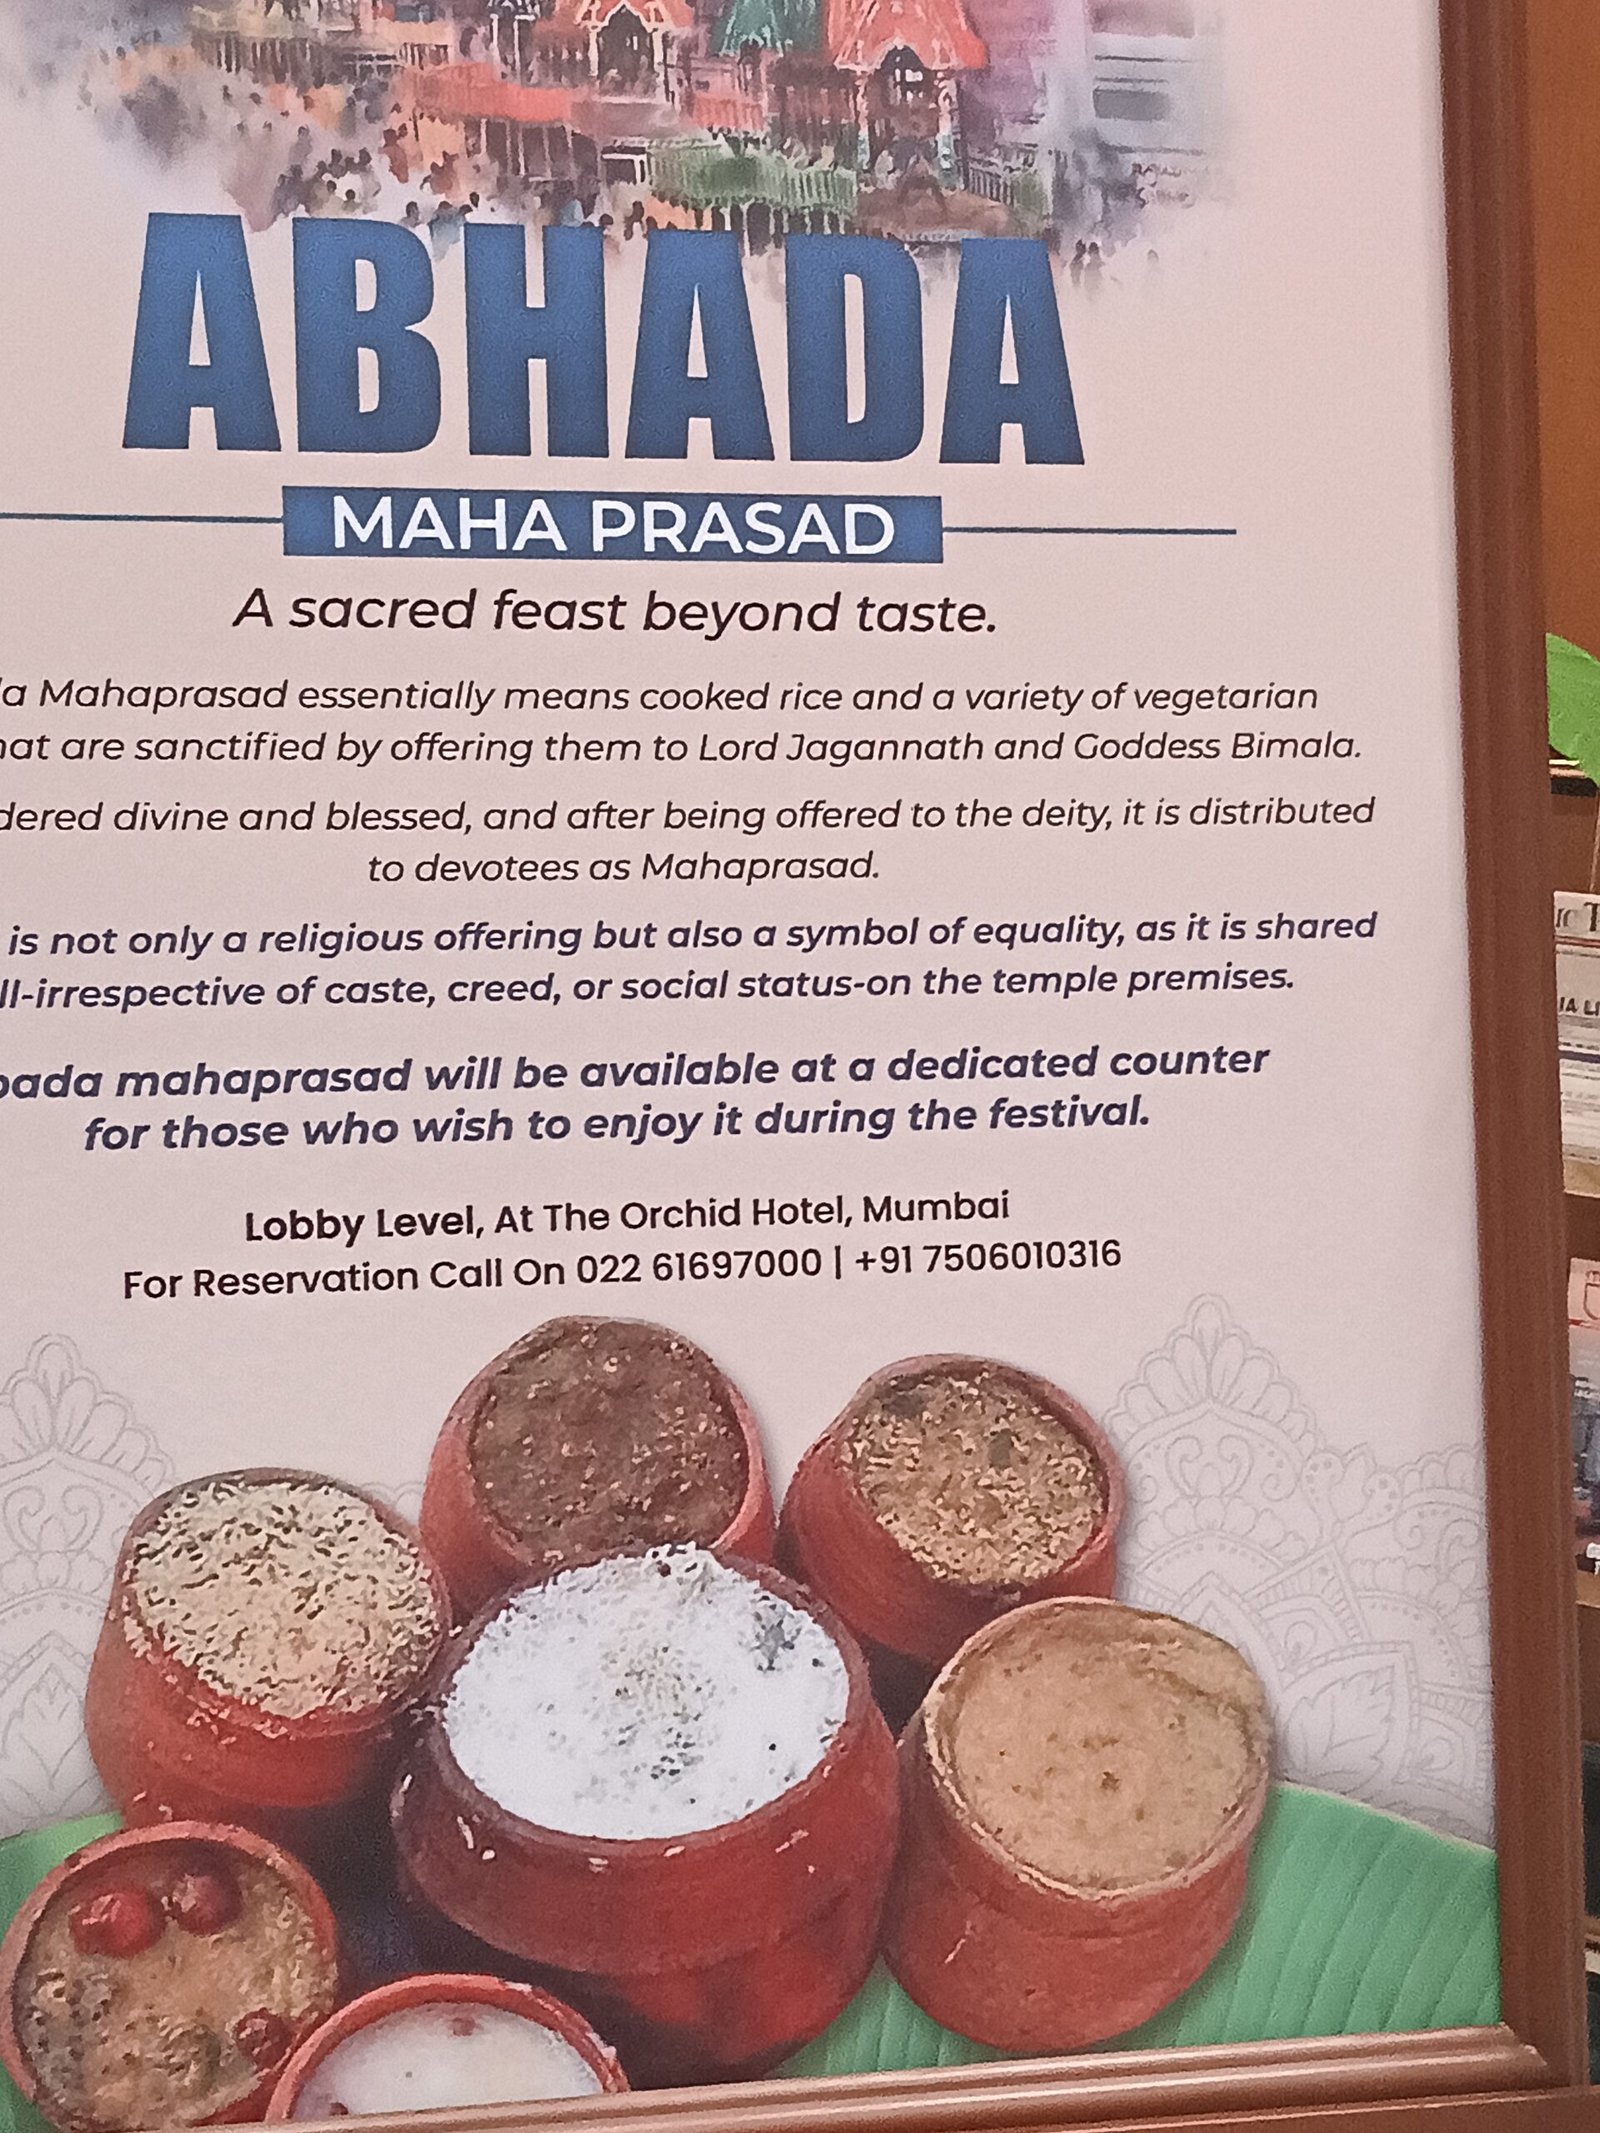 ABHADA
MAHA PRASAD
A sacred feast beyond taste.
Mahaprasad essentially means cooked rice and a variety of vegetarian
are sanctified by offering them to Lord Jagannath and Goddess Bimala.
divine and blessed, and after being offered to the deity, it is distributed
to devotees as Mahaprasad.
is not only a religious offering but also a symbol of equality, as it is shared
ll-irrespective of caste, creed, or social status-on the temple premises.
mahaprasad will be available at a dedicated counter
for those who wish to enjoy it during the festival.
Lobby Level, At The Orchid Hotel, Mumbai
For Reservation Call On 022 61697000 | +91 7506010316